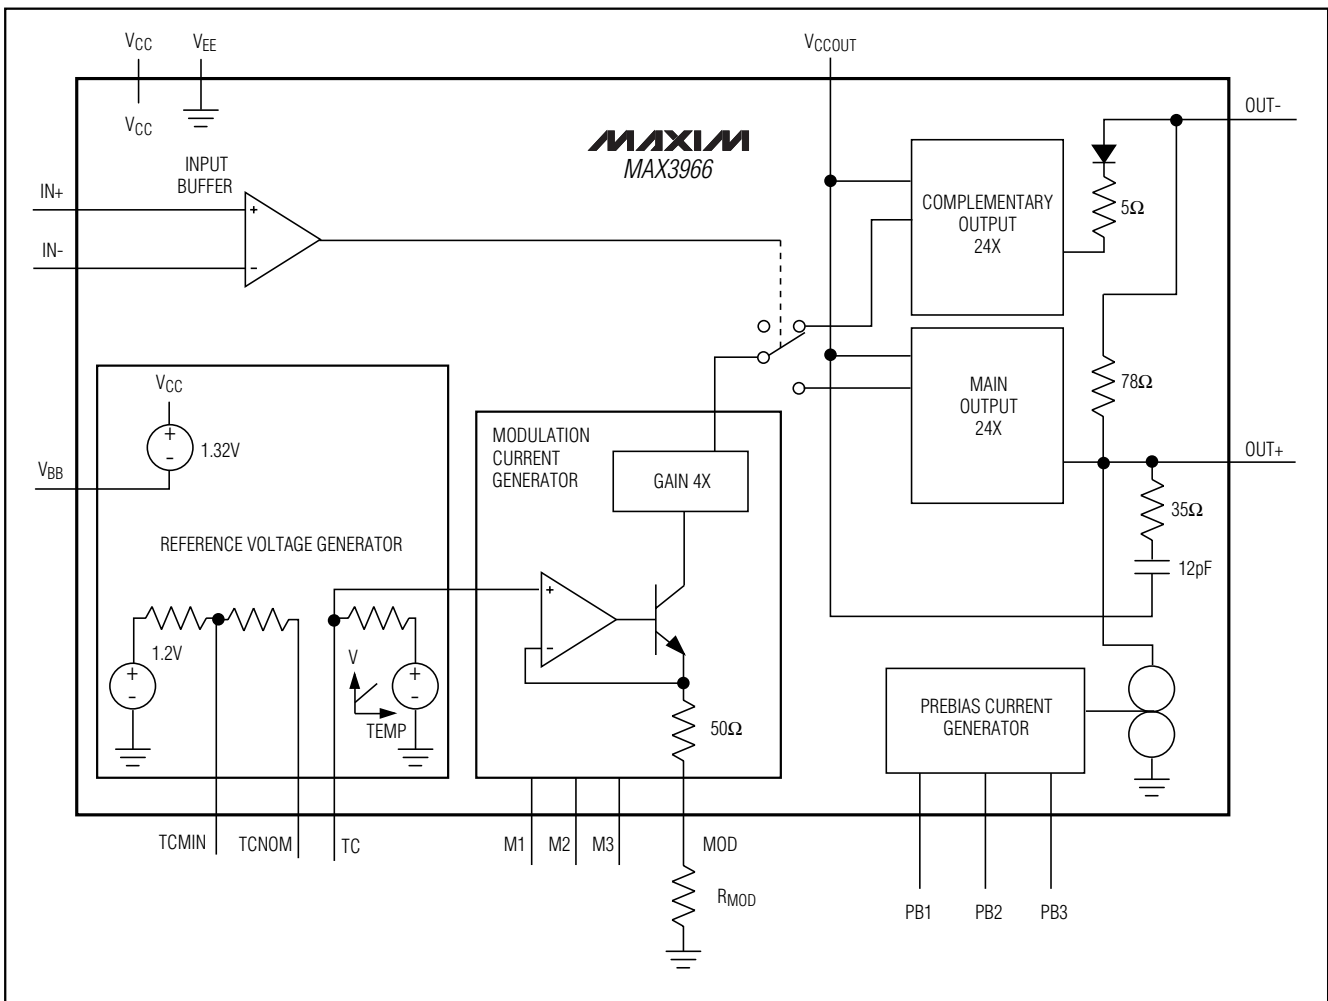 VCC
VEE
VCCOUT
VCC
OUT-
MAXIM
MAX3966
INPUT
BUFFER
IN+
+
IN-
-
COMPLEMENTARY
OUTPUT
24X
5Ω
MAIN
OUTPUT
24X
78Ω
VCC
+
-
1.32V
VBB
MODULATION
CURRENT
GENERATOR
GAIN 4X
OUT+
35Ω
12pF
REFERENCE VOLTAGE GENERATOR
+
-
1.2V
+
-
V
TEMP
+
-
50Ω
PREBIAS CURRENT
GENERATOR
TCMIN
TCNOM
TC
M1
M2
M3
MOD
RMOD
PB1
PB2
PB3